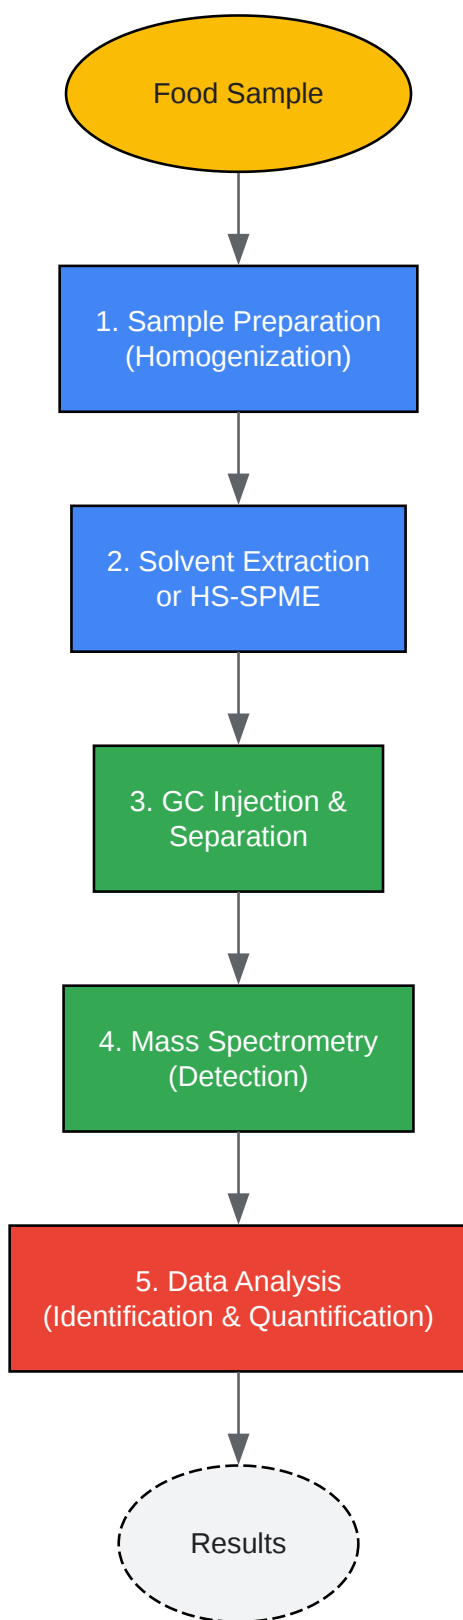 Food Sample
1. Sample Preparation
(Homogenization)
2. Solvent Extraction
or HS-SPME
3. GC Injection &
Separation
4. Mass Spectrometry
(Detection)
5. Data Analysis
(Identification & Quantification)
Results